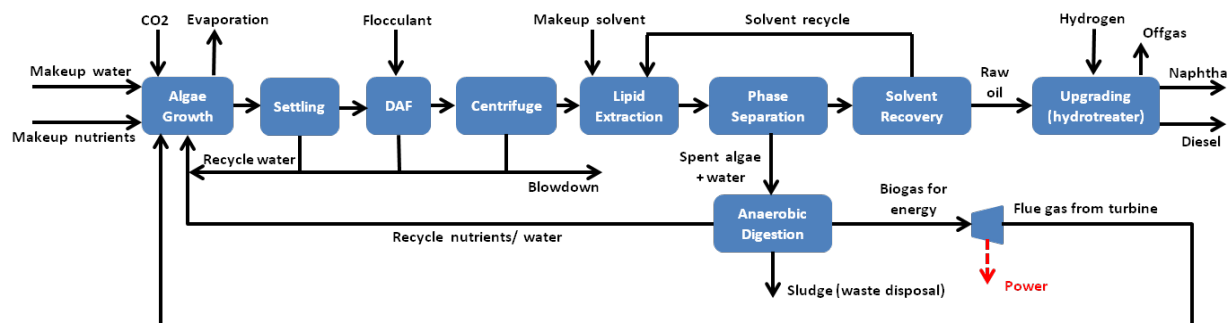 CO2
Evaporation
Flocculant
Makeup solvent
Solvent recycle
Hydrogen
Offgas
Makeup water
Makeup nutrients
Algae
Growth
Settling
DAF
Centrifuge
Lipid
Extraction
Phase
Separation
Solvent
Recovery
Raw
oil
Upgrading
(hydrotreater)
Naphtha
Diesel
Recycle water
Blowdown
Spent algae
+ water
Anaerobic
Digestion
Biogas for
energy
Flue gas from turbine
Recycle nutrients/ water
Sludge (waste disposal)
Power